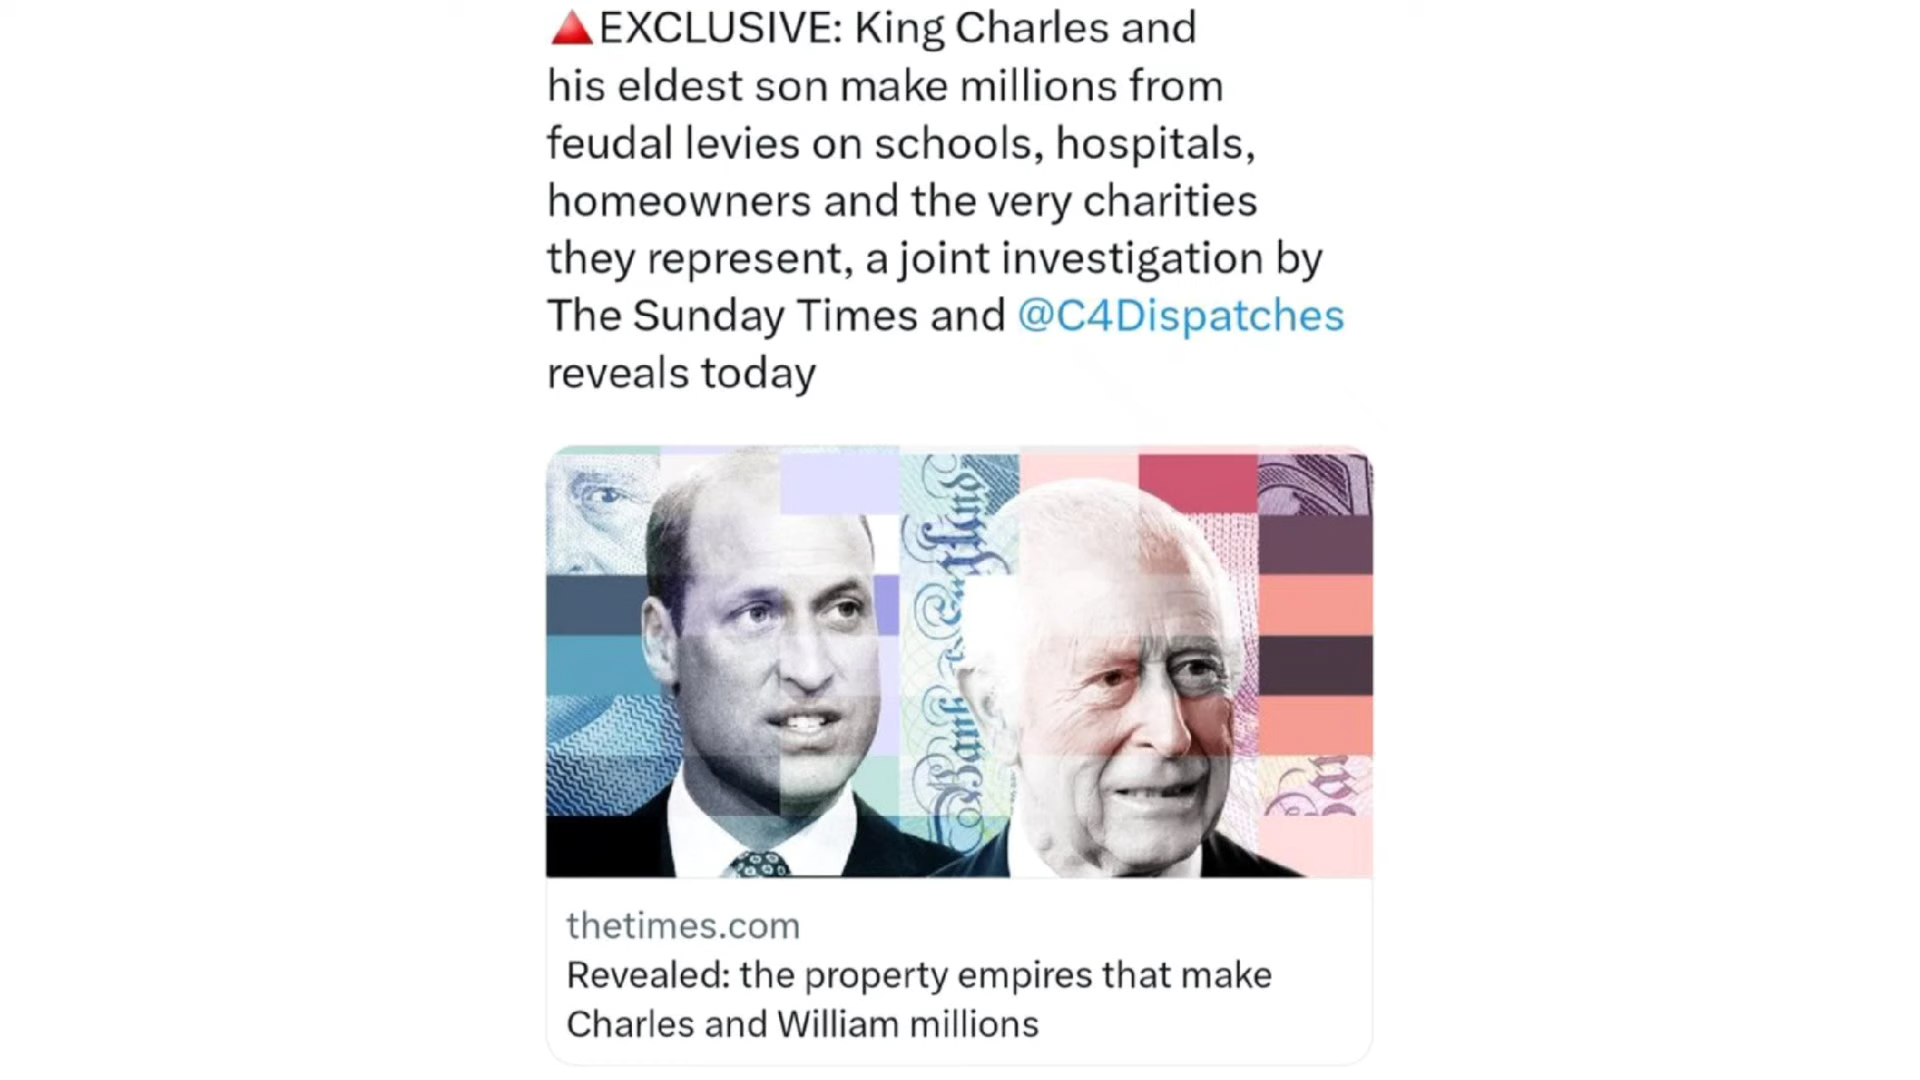 🔺EXCLUSIVE: King Charles and
his eldest son make millions from
feudal levies on schools, hospitals,
homeowners and the very charities
they represent, a joint investigation by
The Sunday Times and @C4Dispatches
reveals today
thetimes.com
Revealed: the property empires that make
Charles and William millions